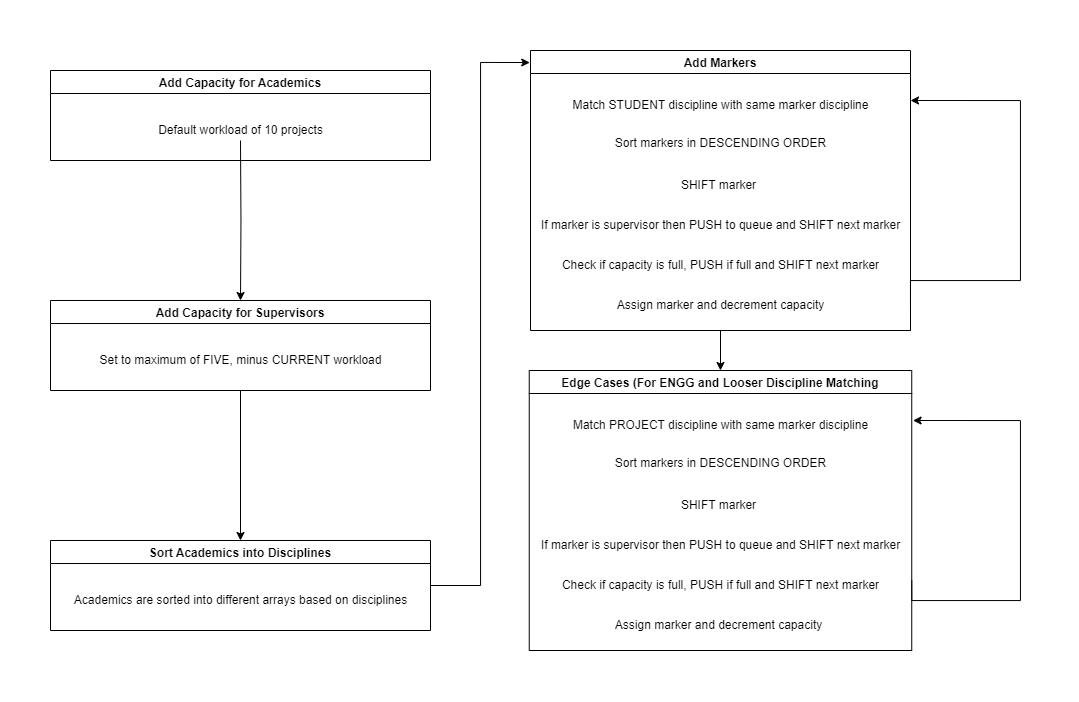 Add Capacity for Academics
Default workload of 10 projects
Add Capacity for Supervisors
Set to maximum of FIVE, minus CURRENT workload
Sort Academics into Disciplines
Academics are sorted into different arrays based on disciplines
Add Markers
Match STUDENT discipline with same marker discipline
Sort markers in DESCENDING ORDER
SHIFT marker
If marker is supervisor then PUSH to queue and SHIFT next marker
Check if capacity is full, PUSH if full and SHIFT next marker
Assign marker and decrement capacity
Edge Cases (For ENGG and Looser Discipline Matching
Match PROJECT discipline with same marker discipline
Sort markers in DESCENDING ORDER
SHIFT marker
If marker is supervisor then PUSH to queue and SHIFT next marker
Check if capacity is full, PUSH if full and SHIFT next marker
Assign marker and decrement capacity